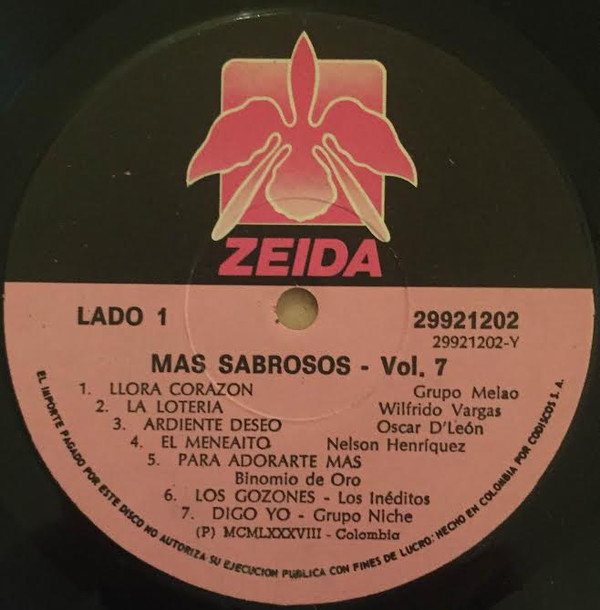 ZEIDA
LADO 1
29921202
29921202-Y
MAS SABROSOS - Vol. 7
1. LLORA CORAZON Grupo Melao
2. LA LOTERIA Wilfrido Vargas
3. ARDIENTE DESEO Oscar D'León
4. EL MENEAITO Nelson Henríquez
5. PARA ADORARTE MAS
Binomio de Oro
6. LOS GOZONES - Los Inéditos
7. DIGO YO - Grupo Niche
(P) MCMLXXXVIII - Colombia
EL IMPORTE PAGADO POR ESTE DISCO NO AUTORIZA SU EJECUCION PUBLICA CON FINES DE LUCRO: HECHO EN COLOMBIA POR CODISCOS S.A.